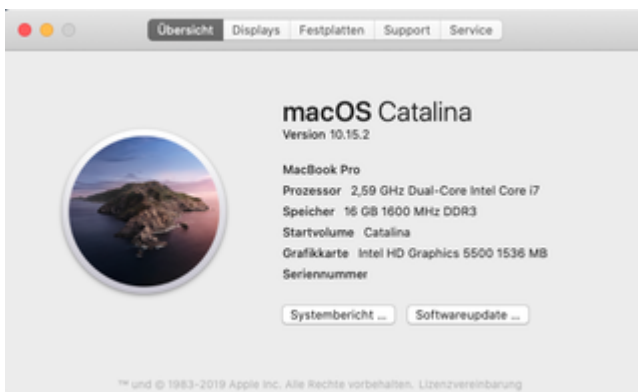 Übersicht Displays Festplatten Support Service
macOS Catalina
Version 10.15.2
MacBook Pro
Prozessor 2,59 GHz Dual-Core Intel Core i7
Speicher 16 GB 1600 MHz DDR3
Startvolume Catalina
Grafikkarte Intel HD Graphics 5500 1536 MB
Seriennummer
Systembericht ... Softwareupdate ...
™ und © 1983-2019 Apple Inc. Alle Rechte vorbehalten. Lizenzvereinbarung